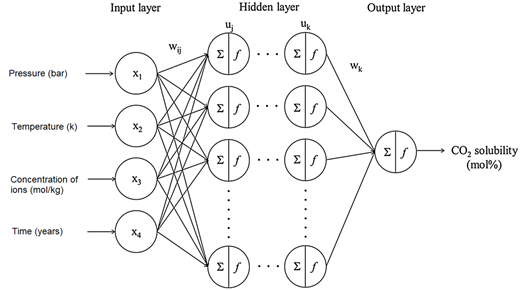 Input layer
Hidden layer
Output layer
u_j
u_k
w_ij
w_k
Pressure (bar)
x_1
Σ f
Σ f
Temperature (k)
x_2
Σ f
Σ f
Σ f
CO_2 solubility
(mol%)
Concentration of
ions (mol/kg)
x_3
Σ f
Σ f
Time (years)
x_4
Σ f
Σ f